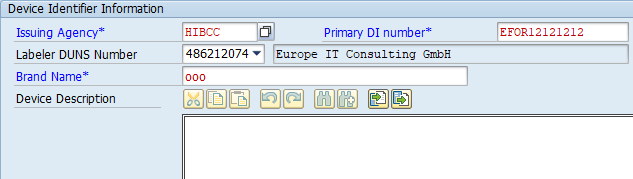 Device Identifier Information
Issuing Agency* HIBCC Primary DI number* EFOR12121212
Labeler DUNS Number 486212074 Europe IT Consulting GmbH
Brand Name* ooo
Device Description